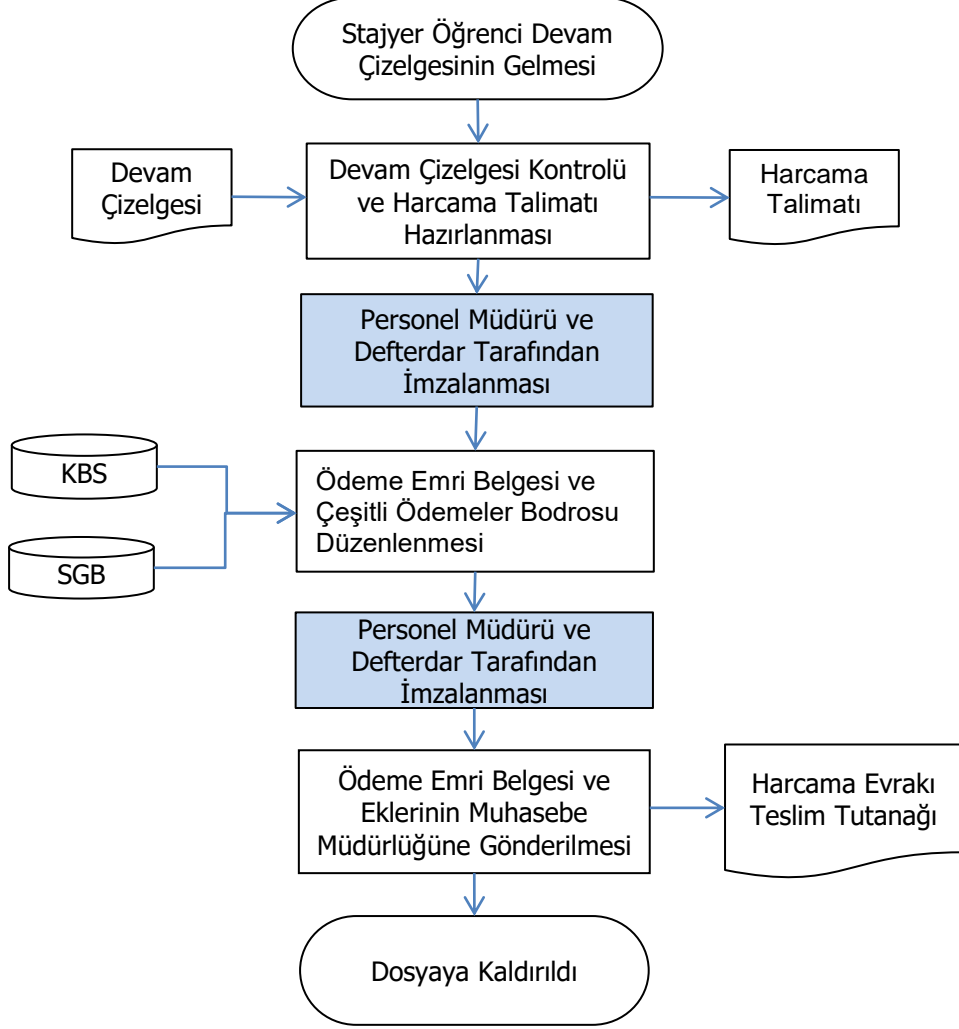 Stajyer Öğrenci Devam
Çizelgesinin Gelmesi
Devam
Çizelgesi
Devam Çizelgesi Kontrolü
ve Harcama Talimatı
Hazırlanması
Harcama
Talimatı
Personel Müdürü ve
Defterdar Tarafından
İmzalanması
KBS
SGB
Ödeme Emri Belgesi ve
Çeşitli Ödemeler Bodrosu
Düzenlenmesi
Personel Müdürü ve
Defterdar Tarafından
İmzalanması
Ödeme Emri Belgesi ve
Eklerinin Muhasebe
Müdürlüğüne Gönderilmesi
Harcama Evrakı
Teslim Tutanağı
Dosyaya Kaldırıldı